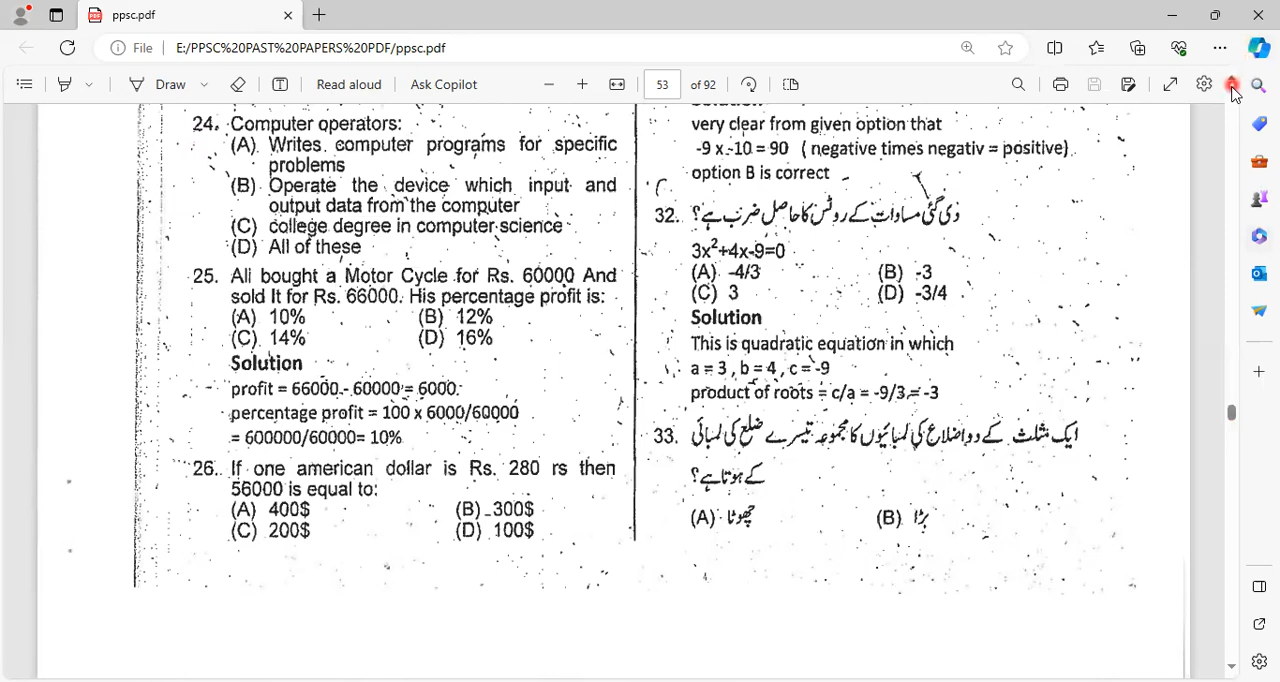 ppsc.pdf
File
E:/PPSC%20PAST%20PAPERS%20PDF/ppsc.pdf
Draw
Read aloud
Ask Copilot
53 of 92
24. Computer operators:
(A) Writes computer programs for specific
problems
(B) Operate the device which input and
output data from the computer
(C) college degree in computer science
(D) All of these
25. Ali bought a Motor Cycle for Rs. 60000 And
sold It for Rs. 66000. His percentage profit is:
(A) 10% (B) 12%
(C) 14% (D) 16%
Solution
profit = 66000 - 60000 = 6000
percentage profit = 100 x 6000/60000
= 600000/60000= 10%
26. If one american dollar is Rs. 280 rs then
56000 is equal to:
(A) 400$ (B) 300$
(C) 200$ (D) 100$
Solution
very clear from given option that
-9 x -10 = 90 ( negative times negativ = positive)
option B is correct
32. دی گئی مساوات کے روٹس کا حاصل ضرب ہے؟
3x²+4x-9=0
(A) -4/3 (B) -3
(C) 3 (D) -3/4
Solution
This is quadratic equation in which
a = 3 , b = 4 , c = -9
product of roots = c/a = -9/3 = -3
33. ایک مثلث کے دو اضلاع کی لمبائیوں کا مجموعہ تیسرے ضلع کی لمبائی
کے ہوتا ہے؟
(A) چھوٹا (B) بڑا